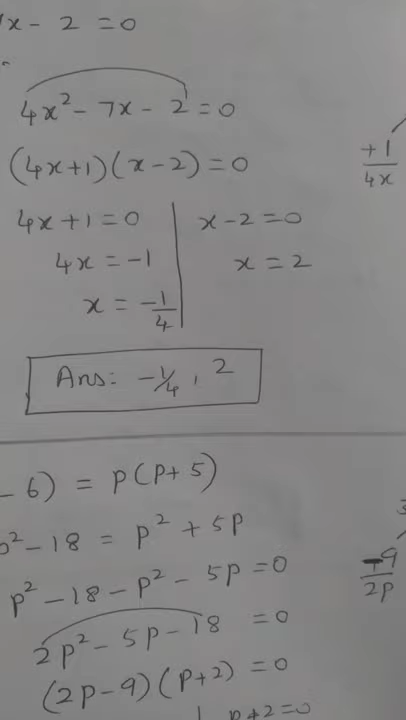 x - 2 = 0
4x² - 7x - 2 = 0
(4x+1)(x-2) = 0
+1/4x
4x+1 = 0 | x-2 = 0
4x = -1 | x = 2
x = -1/4
Ans: -1/4, 2
- 6) = p(p+5)
p² - 18 = p² + 5p
p² - 18 - p² - 5p = 0
-9/2p
2p² - 5p - 18 = 0
(2p-9)(p+2) = 0
p+2 = 0